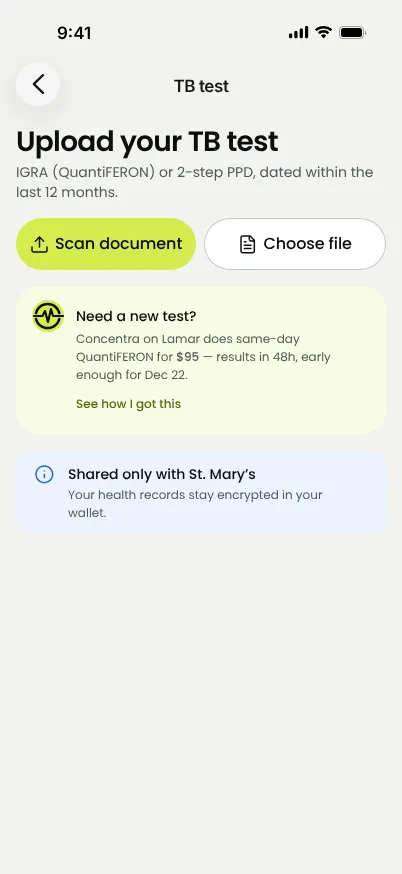 9:41
TB test
Upload your TB test
IGRA (QuantiFERON) or 2-step PPD, dated within the
last 12 months.
Scan document
Choose file
Need a new test?
Concentra on Lamar does same-day
QuantiFERON for $95 — results in 48h, early
enough for Dec 22.
See how I got this
Shared only with St. Mary’s
Your health records stay encrypted in your
wallet.